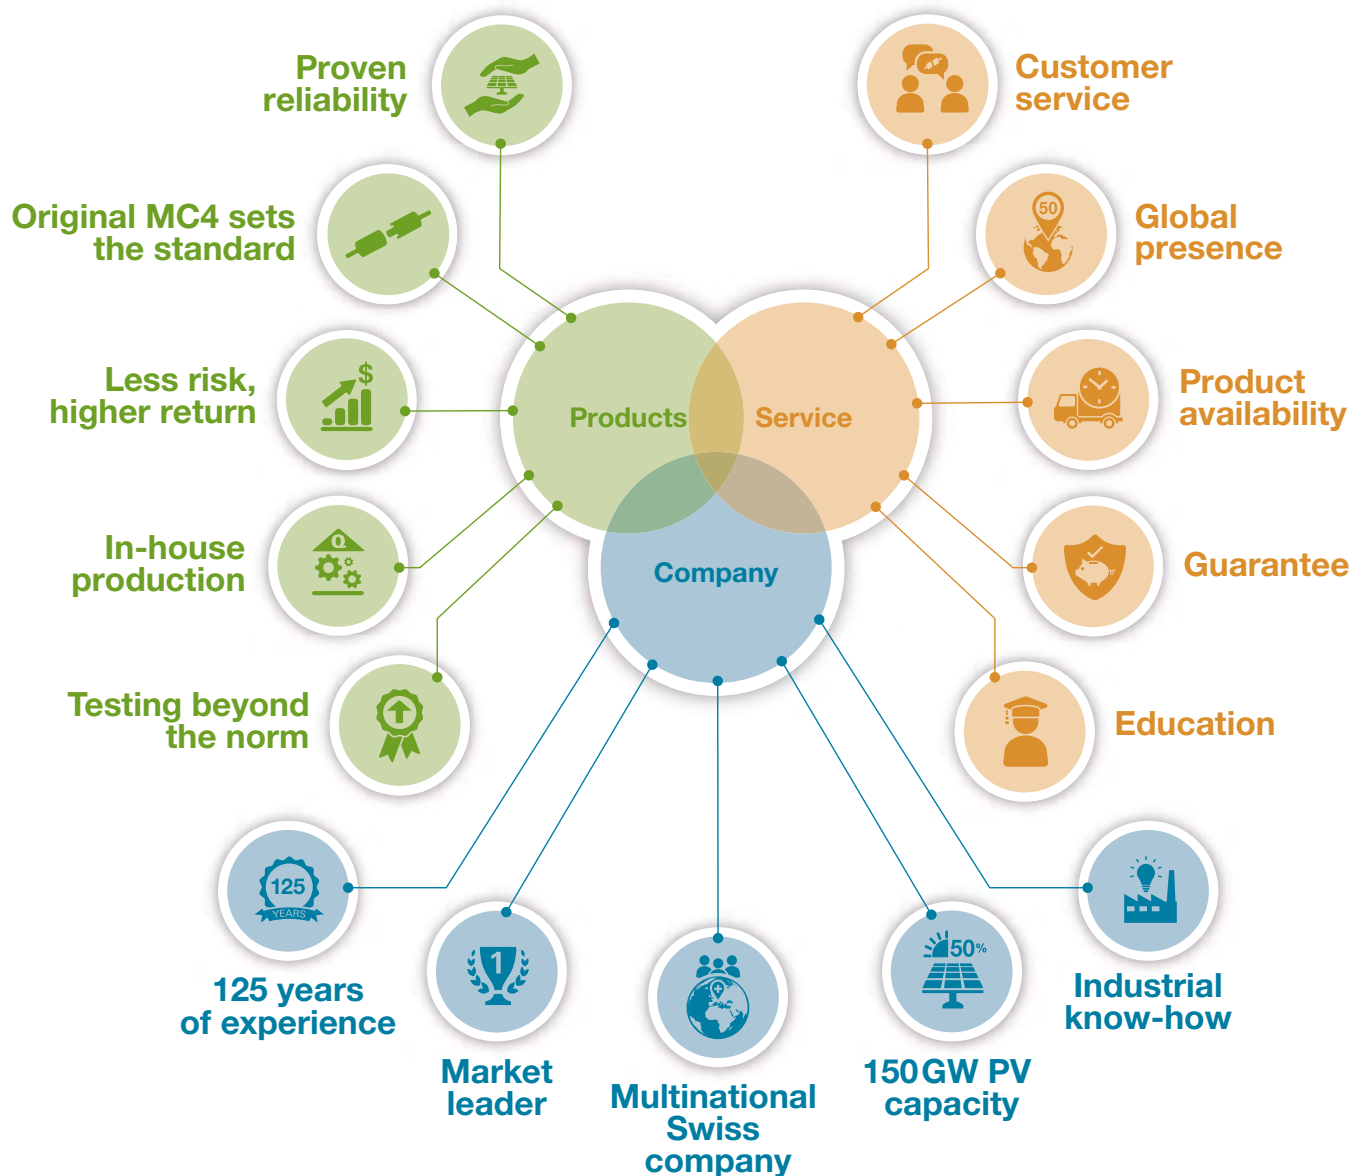 Proven
reliability
Customer
service
Original MC4 sets
the standard
50
Global
presence
Less risk,
higher return
$
Products
Service
Product
availability
In-house
production
Q
Company
Guarantee
Testing beyond
the norm
Education
125
YEARS
125 years
of experience
1
Market
leader
Multinational
Swiss
company
50%
150 GW PV
capacity
Industrial
know-how